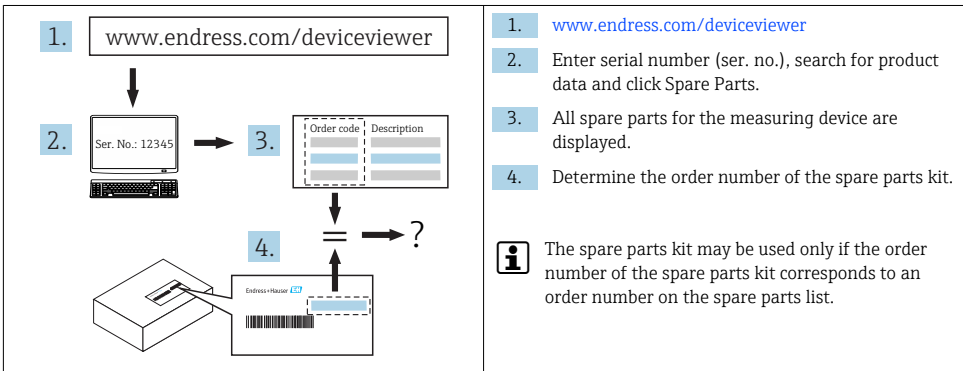 1.
www.endress.com/deviceviewer
2.
Ser. No.: 12345
3.
Order code
Description
=
?
4.
Endress+Hauser EH
1. www.endress.com/deviceviewer
2. Enter serial number (ser. no.), search for product
data and click Spare Parts.
3. All spare parts for the measuring device are
displayed.
4. Determine the order number of the spare parts kit.
The spare parts kit may be used only if the order
number of the spare parts kit corresponds to an
order number on the spare parts list.